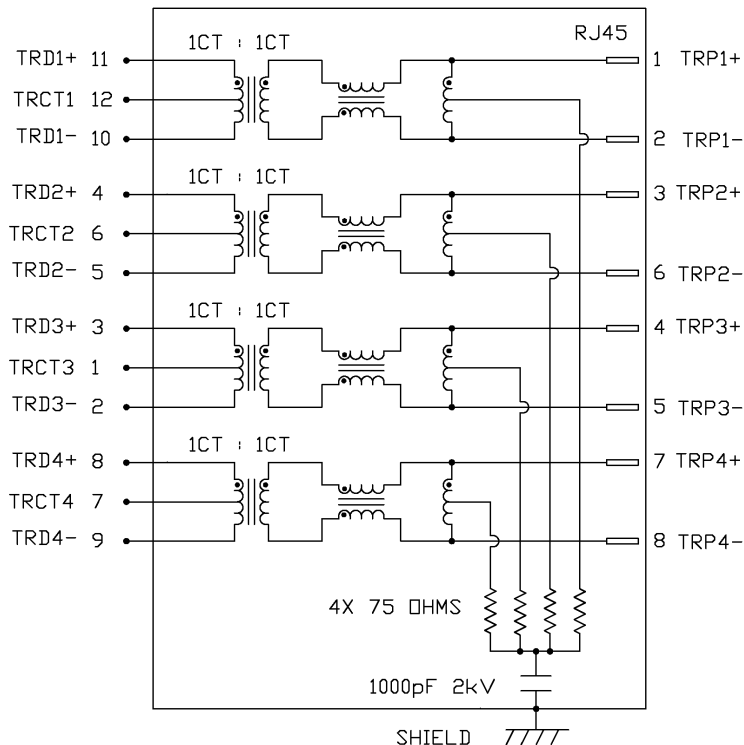 RJ45
1CT : 1CT
TRD1+ 11
1 TRP1+
TRCT1 12
TRD1- 10
2 TRP1-
1CT : 1CT
TRD2+ 4
3 TRP2+
TRCT2 6
TRD2- 5
6 TRP2-
1CT : 1CT
TRD3+ 3
4 TRP3+
TRCT3 1
TRD3- 2
5 TRP3-
1CT : 1CT
TRD4+ 8
7 TRP4+
TRCT4 7
TRD4- 9
8 TRP4-
4X 75 OHMS
1000pF 2kV
SHIELD